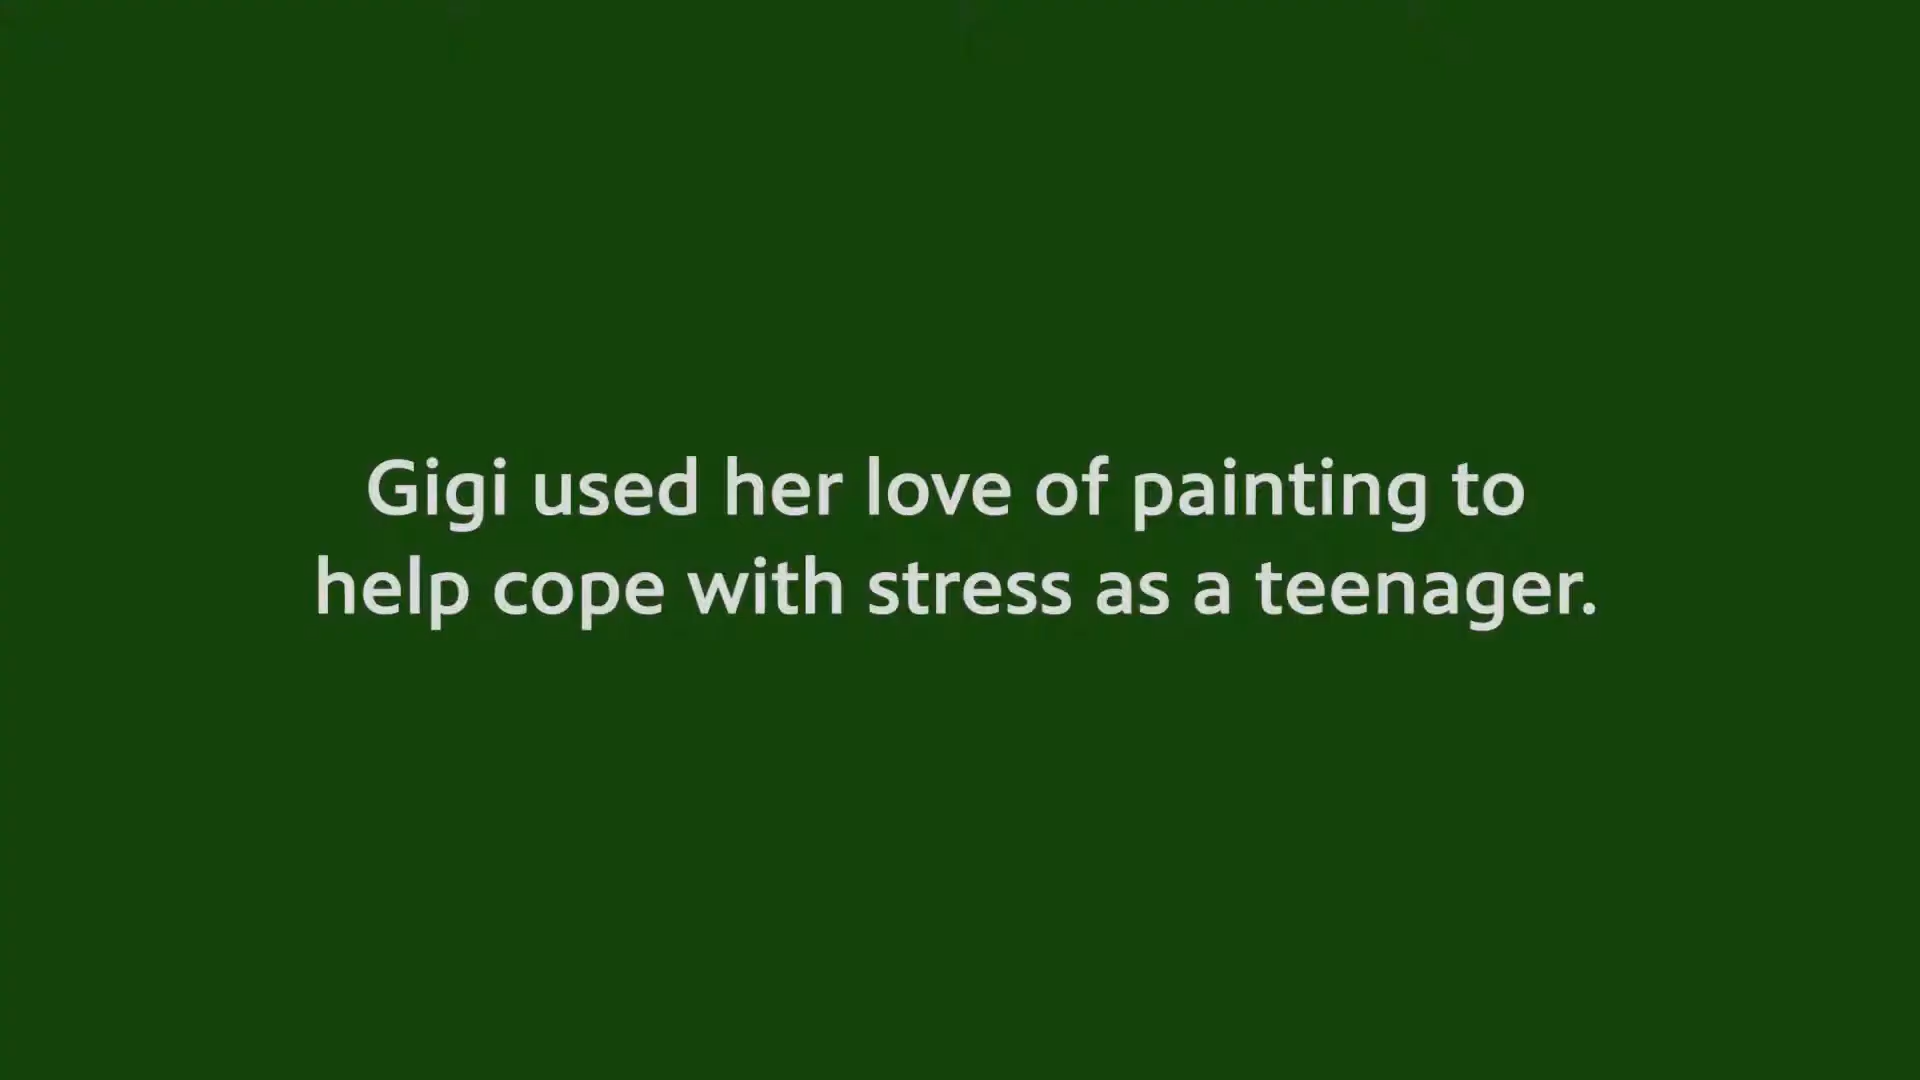 Gigi used her love of painting to
help cope with stress as a teenager.